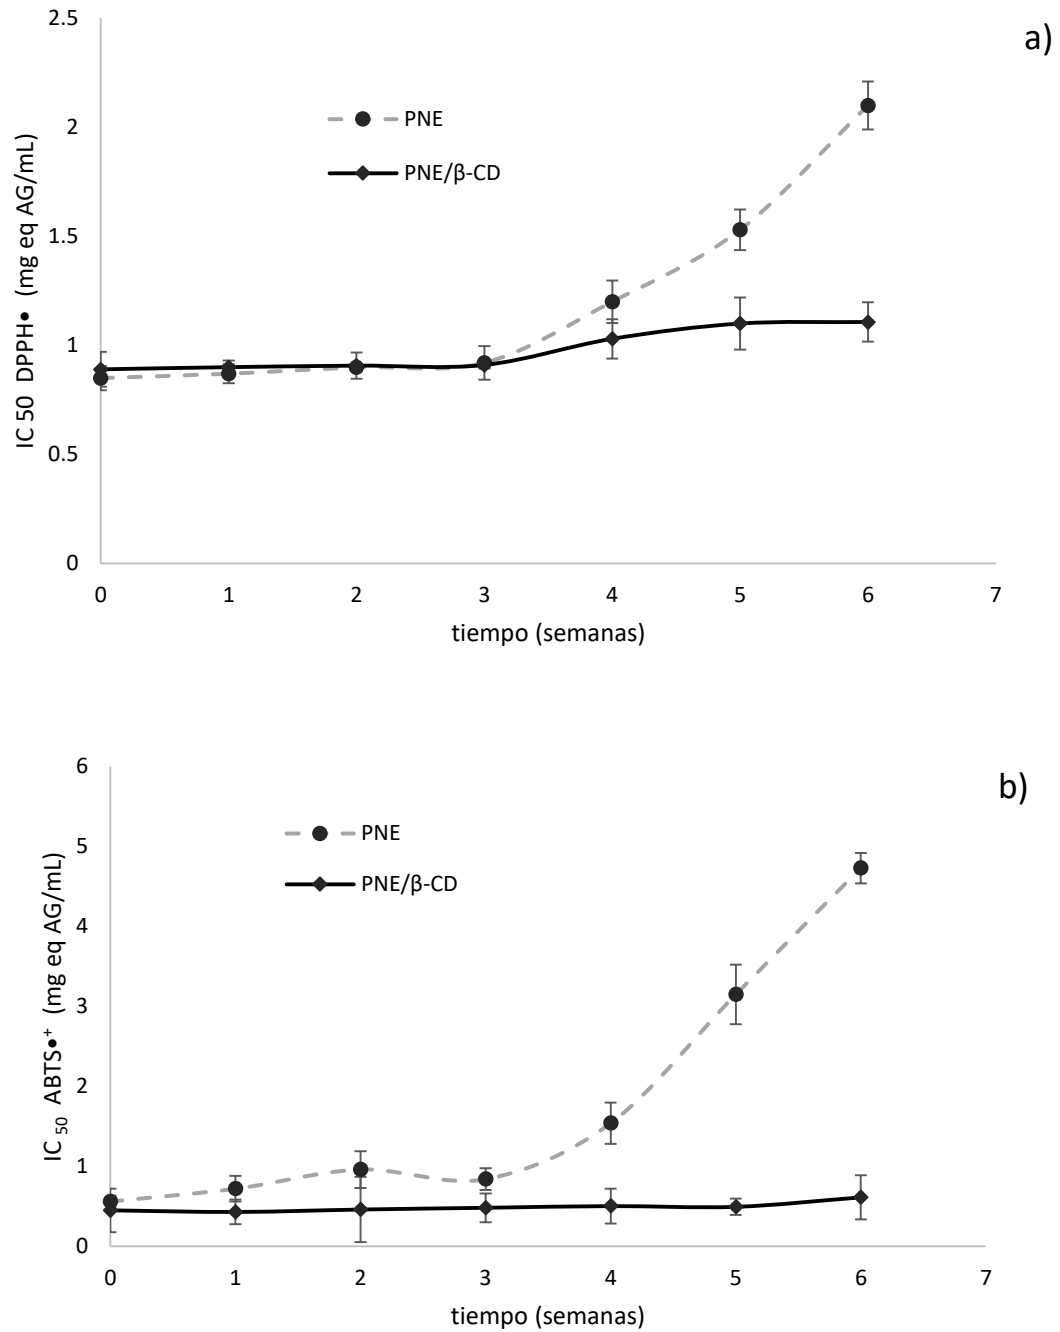 a)
2.5
2
1.5
1
0.5
0
IC 50 DPPH● (mg eq AG/mL)
PNE
PNE/β-CD
0 1 2 3 4 5 6 7
tiempo (semanas)
b)
6
5
4
3
2
1
0
IC 50 ABTS●+ (mg eq AG/mL)
PNE
PNE/β-CD
0 1 2 3 4 5 6 7
tiempo (semanas)